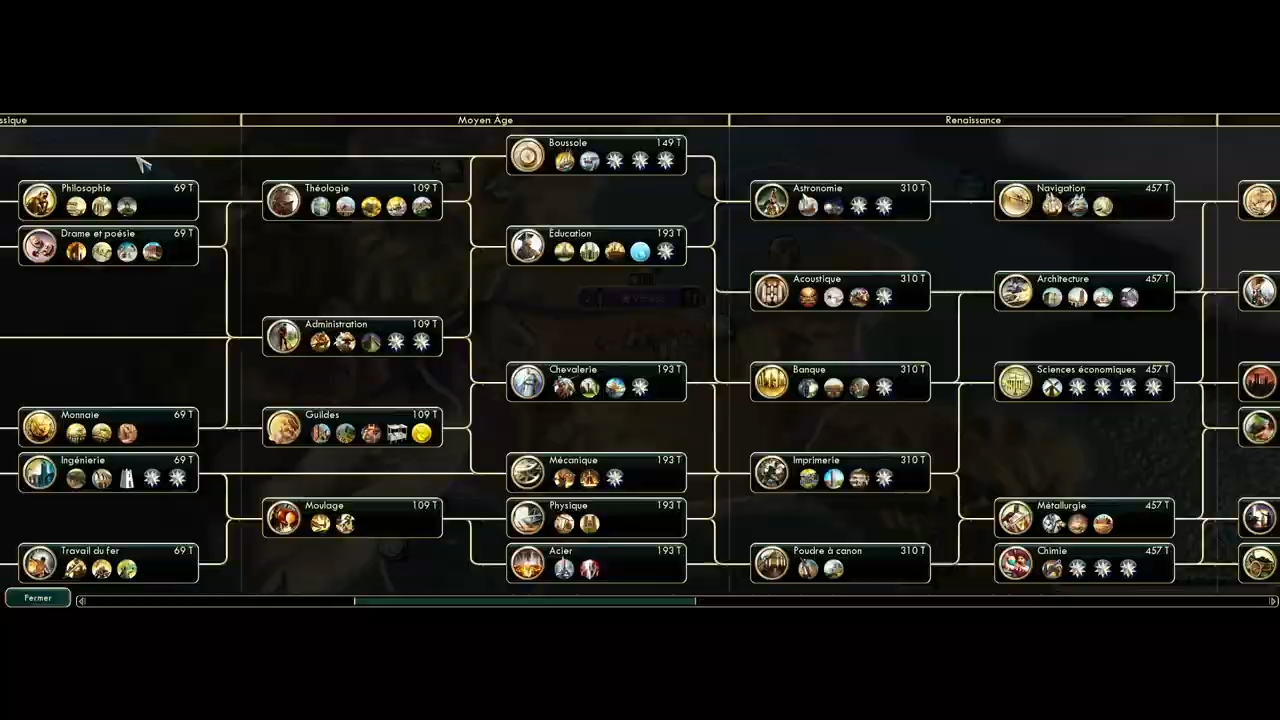 ssique
Moyen Âge
Renaissance
Boussole 149 T
Philosophie 69 T
Théologie 109 T
Astronomie 310 T
Navigation 457 T
Drame et poésie 69 T
Education 193 T
Acoustique 310 T
Architecture 457 T
Administration 109 T
Chevalerie 193 T
Banque 310 T
Sciences économiques 457 T
Monnaie 69 T
Guildes 109 T
Ingénierie 69 T
Mécanique 193 T
Imprimerie 310 T
Moulage 109 T
Physique 193 T
Métallurgie 457 T
Travail du fer 69 T
Acier 193 T
Poudre à canon 310 T
Chimie 457 T
Fermer